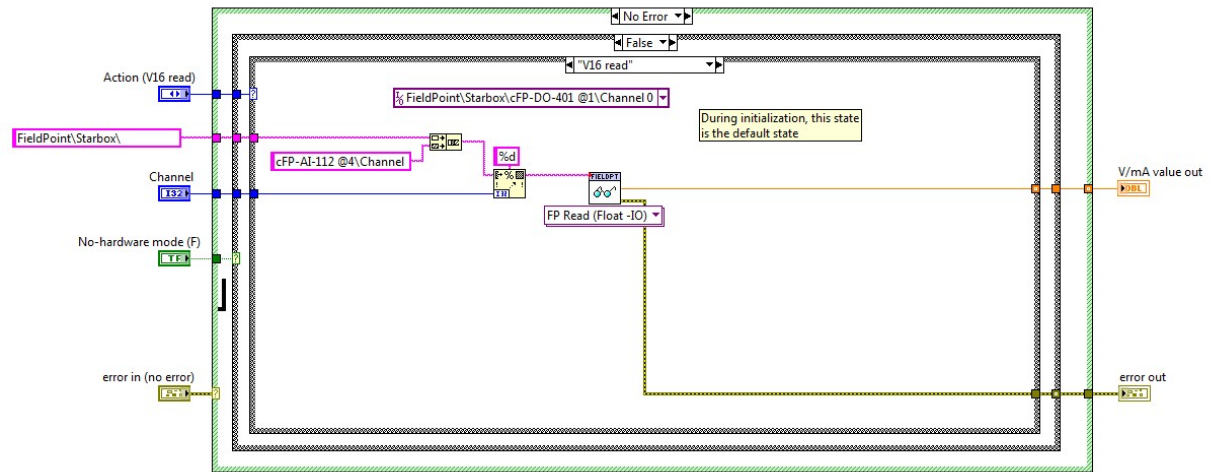 No Error
False
"V16 read"
Action (V16 read)
FieldPoint\Starbox\cFP-DO-401 @1\Channel 0
During initialization, this state
is the default state
FieldPoint\Starbox\
cFP-AI-112 @4\Channel
%d
Channel
I32
FIELDPT
V/mA value out
DBL
FP Read (Float -IO)
No-hardware mode (F)
TF
error in (no error)
error out